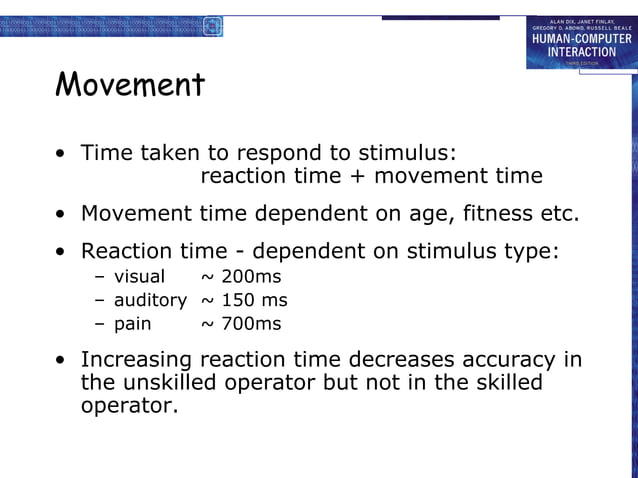 ALAN DIX, JANET FINLAY,
GREGORY D. ABOWD, RUSSELL BEALE
HUMAN-COMPUTER
INTERACTION
THIRD EDITION
Movement
• Time taken to respond to stimulus:
reaction time + movement time
• Movement time dependent on age, fitness etc.
• Reaction time - dependent on stimulus type:
– visual ~ 200ms
– auditory ~ 150 ms
– pain ~ 700ms
• Increasing reaction time decreases accuracy in
the unskilled operator but not in the skilled
operator.